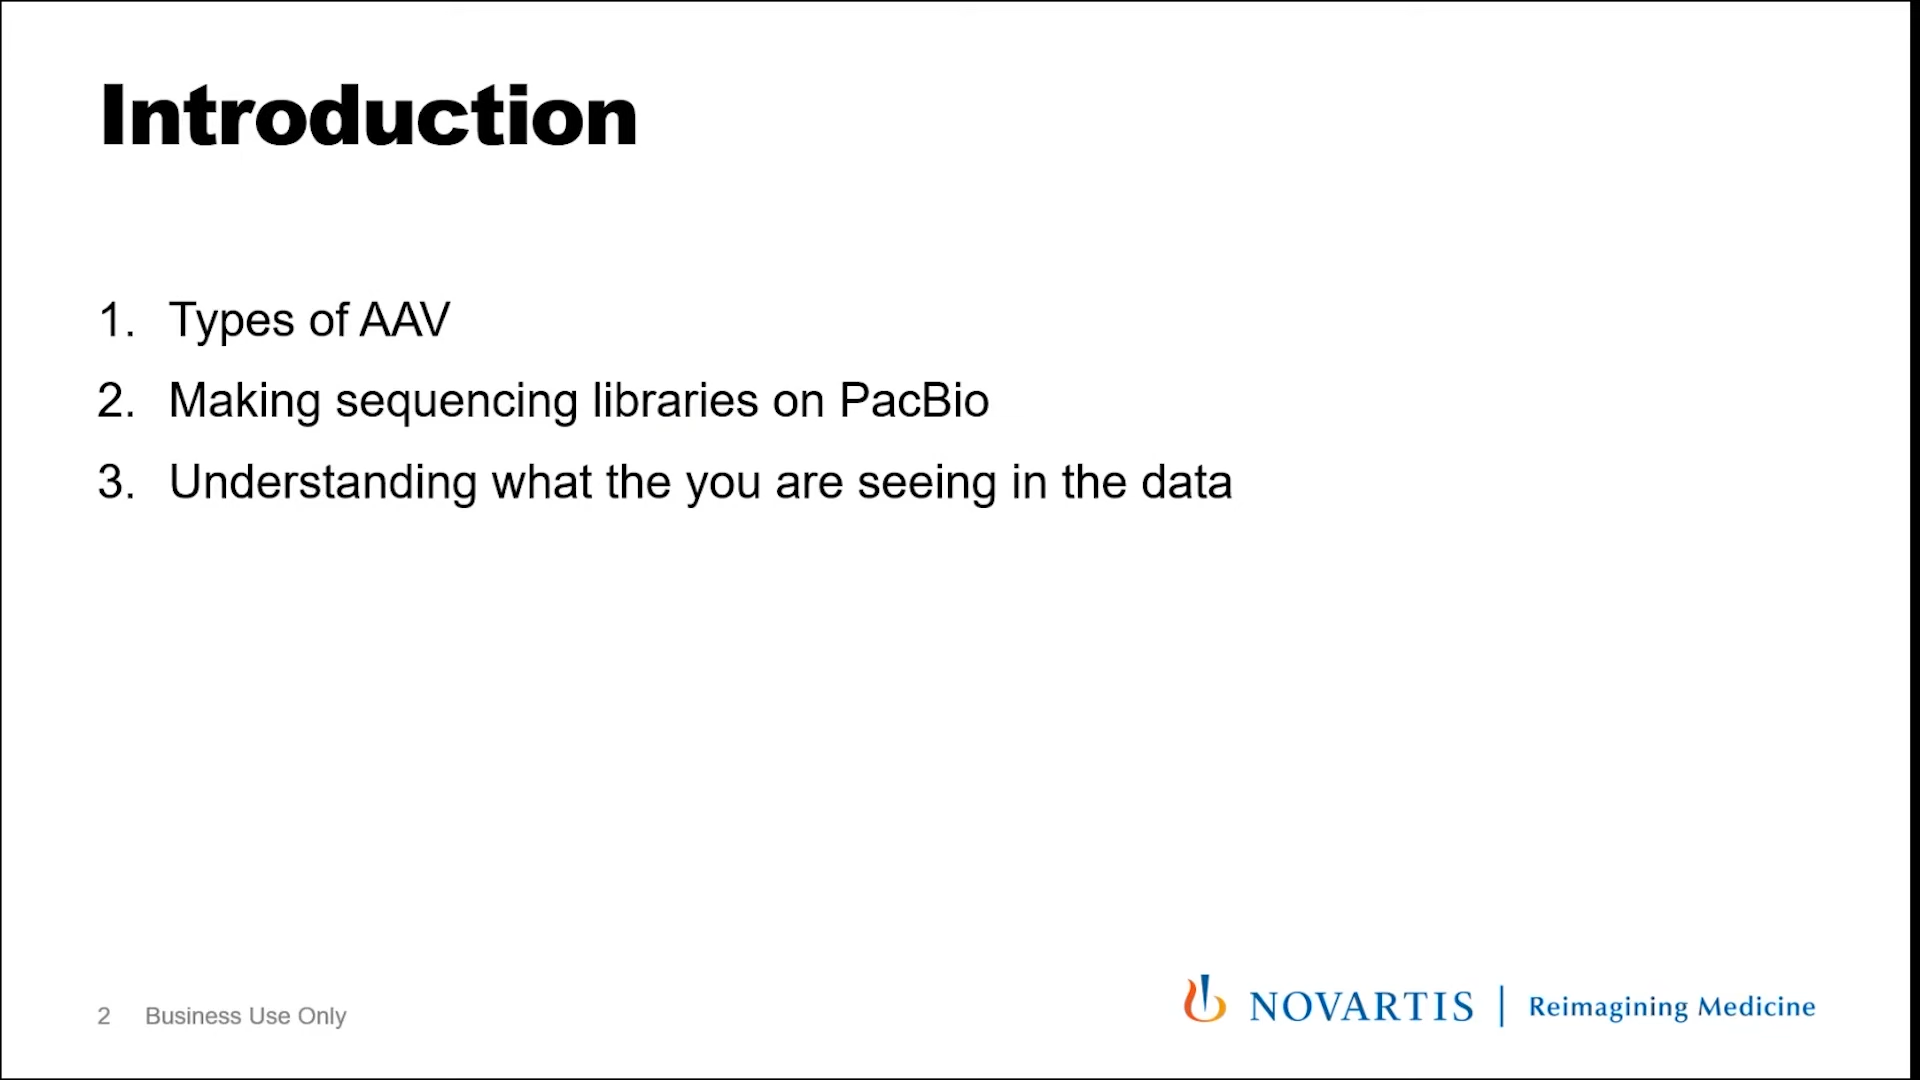 Introduction
1. Types of AAV
2. Making sequencing libraries on PacBio
3. Understanding what the you are seeing in the data
2 Business Use Only
NOVARTIS | Reimagining Medicine